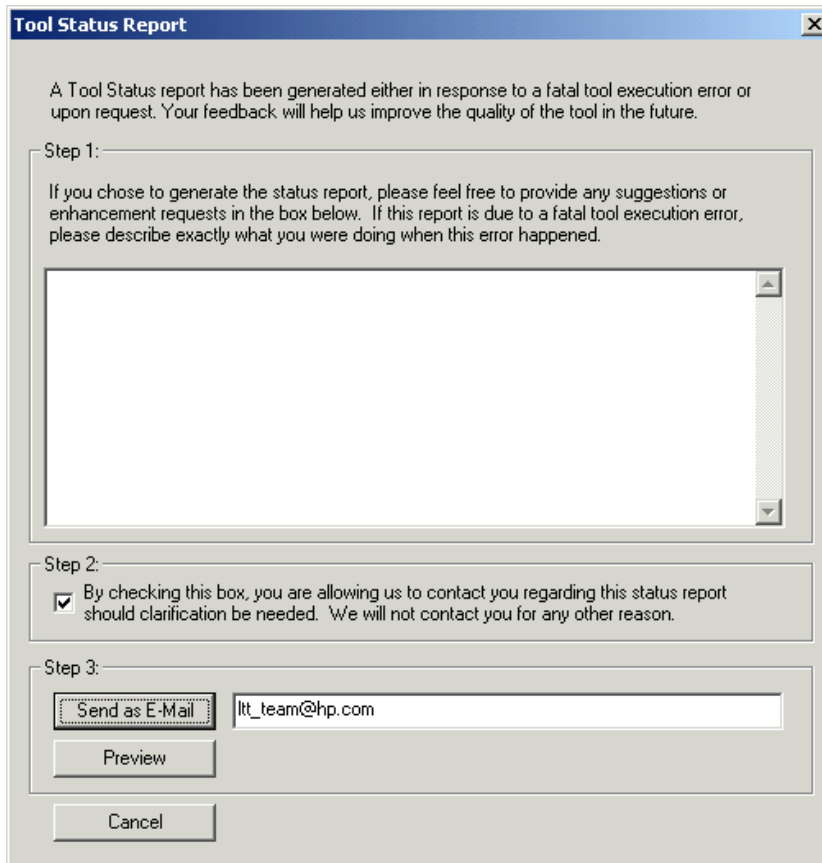 Tool Status Report
A Tool Status report has been generated either in response to a fatal tool execution error or
upon request. Your feedback will help us improve the quality of the tool in the future.
Step 1:
If you chose to generate the status report, please feel free to provide any suggestions or
enhancement requests in the box below.  If this report is due to a fatal tool execution error,
please describe exactly what you were doing when this error happened.
Step 2:
By checking this box, you are allowing us to contact you regarding this status report
should clarification be needed.  We will not contact you for any other reason.
Step 3:
Send as E-Mail
ltt_team@hp.com
Preview
Cancel